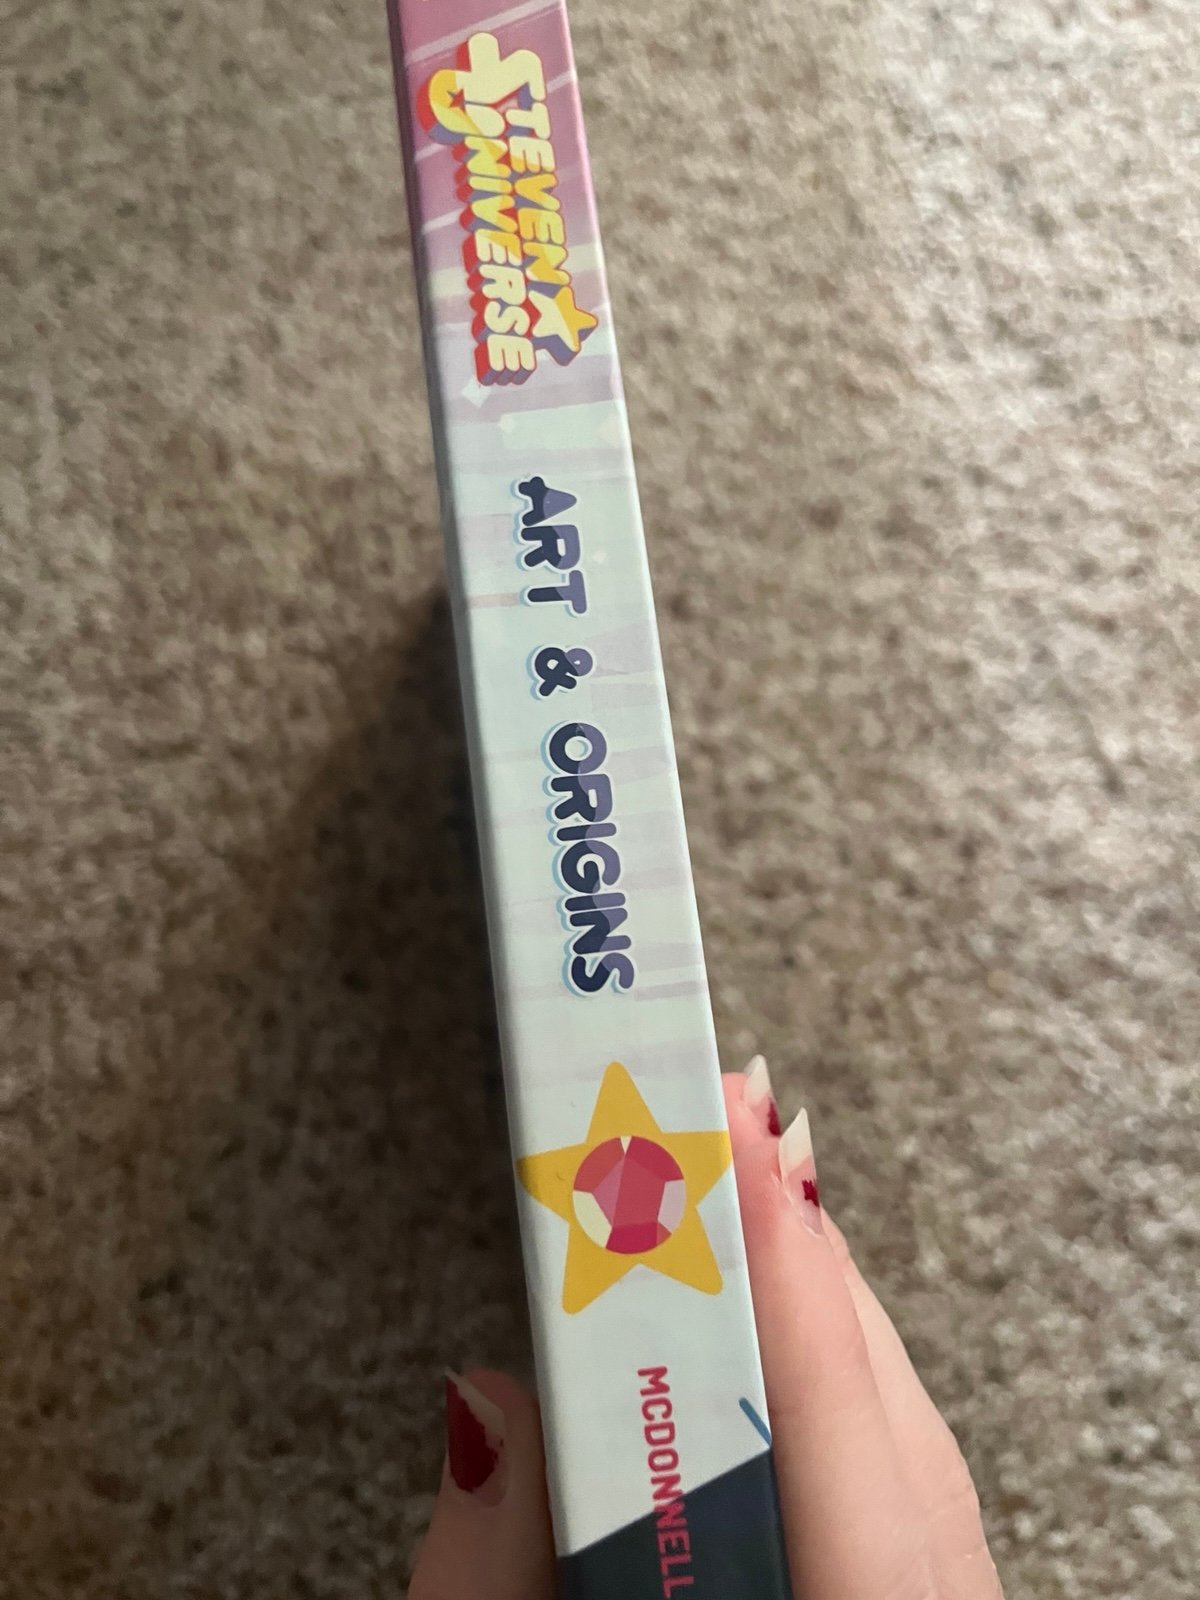 STEVEN
UNIVERSE
ART & ORIGINS
MCDONNELL